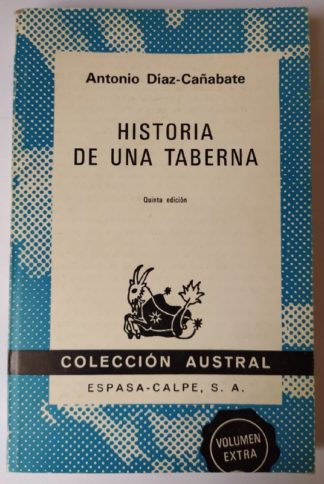 Antonio Díaz-Cañabate
HISTORIA
DE UNA TABERNA
Quinta edición
COLECCIÓN AUSTRAL
ESPASA-CALPE, S. A.
VOLUMEN
EXTRA